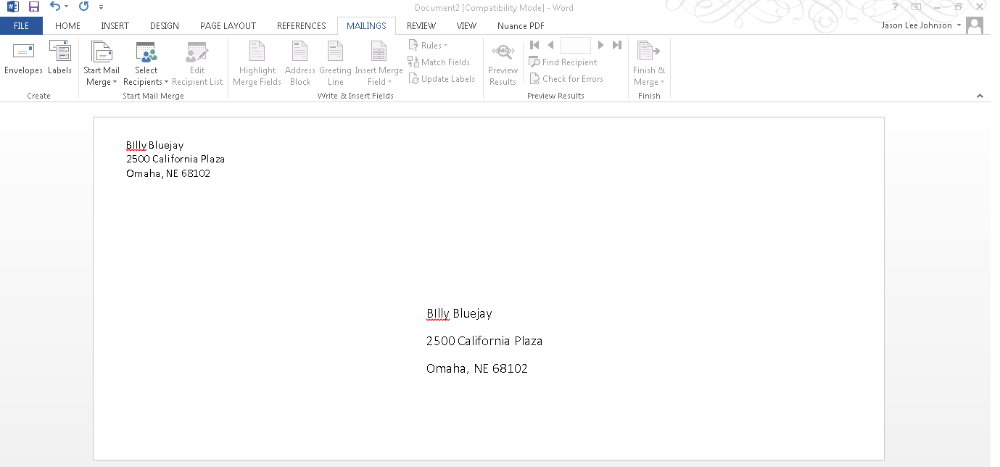 Document2 [Compatibility Mode] - Word
?
FILE HOME INSERT DESIGN PAGE LAYOUT REFERENCES MAILINGS REVIEW VIEW Nuance PDF
Jason Lee Johnson
Envelopes
Labels
Create
Start Mail
Merge
Select
Recipients
Edit
Recipient List
Start Mail Merge
Highlight
Merge Fields
Address
Block
Greeting
Line
Insert Merge
Field
Rules
Match Fields
Update Labels
Write & Insert Fields
ABC
Preview
Results
Find Recipient
Check for Errors
Preview Results
Finish &
Merge
Finish
BIlly Bluejay
2500 California Plaza
Omaha, NE 68102
BIlly Bluejay
2500 California Plaza
Omaha, NE 68102